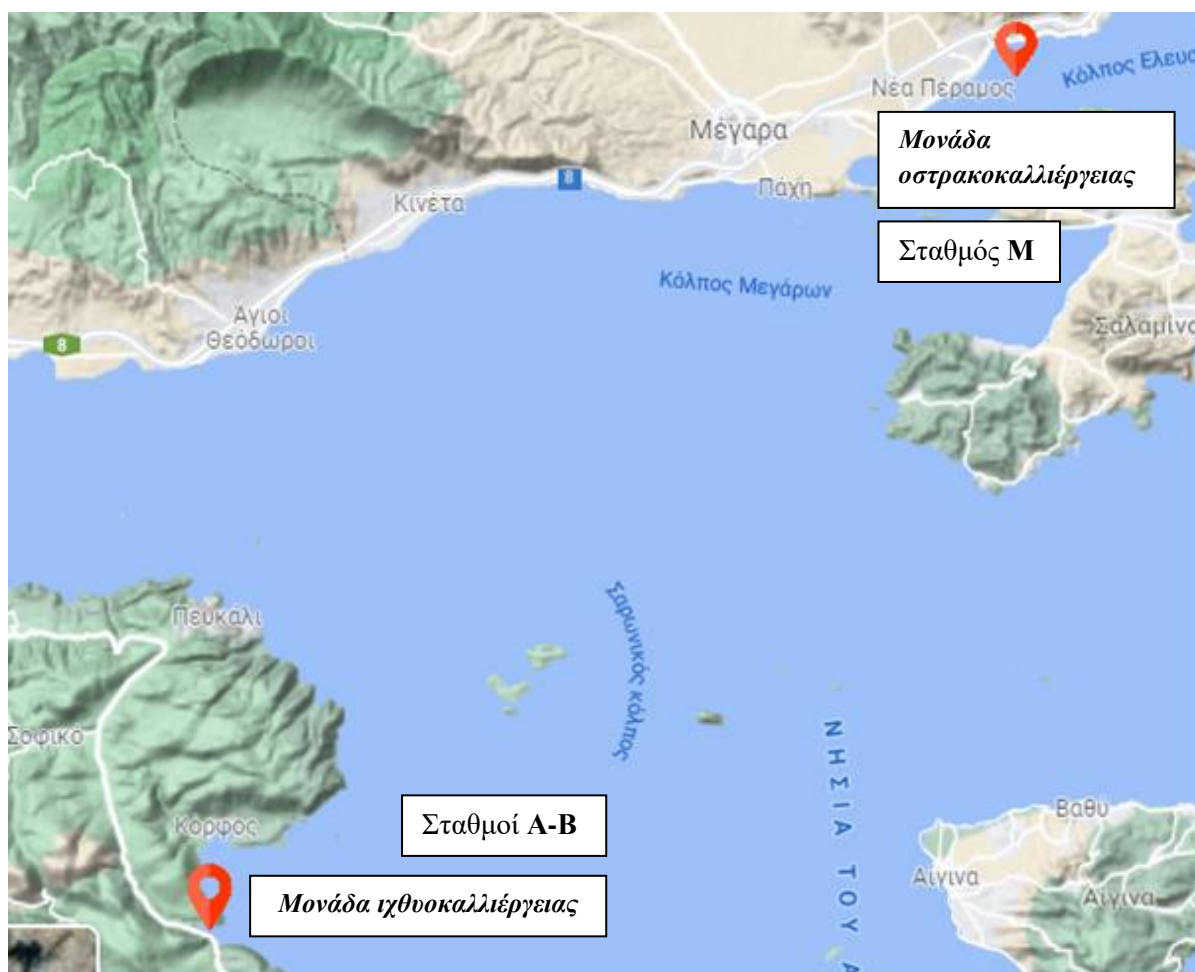 Κόλπος Ελευσ
Νέα Πέραμος
Μέγαρα
Μονάδα
οστρακοκαλλιέργειας
8
Πάχη
Κινέτα
Σταθμός Μ
Κόλπος Μεγάρων
Άγιοι
Θεόδωροι
Σαλαμίνα
8
Πευκάλι
Σαρωνικός κόλπος
Σοφικό
ΝΗΣΙΑ ΤΟΥ Α
Σταθμοί Α-Β
Κόρφος
Βαθύ
Αίγινα
Αίγινα
Μονάδα ιχθυοκαλλιέργειας